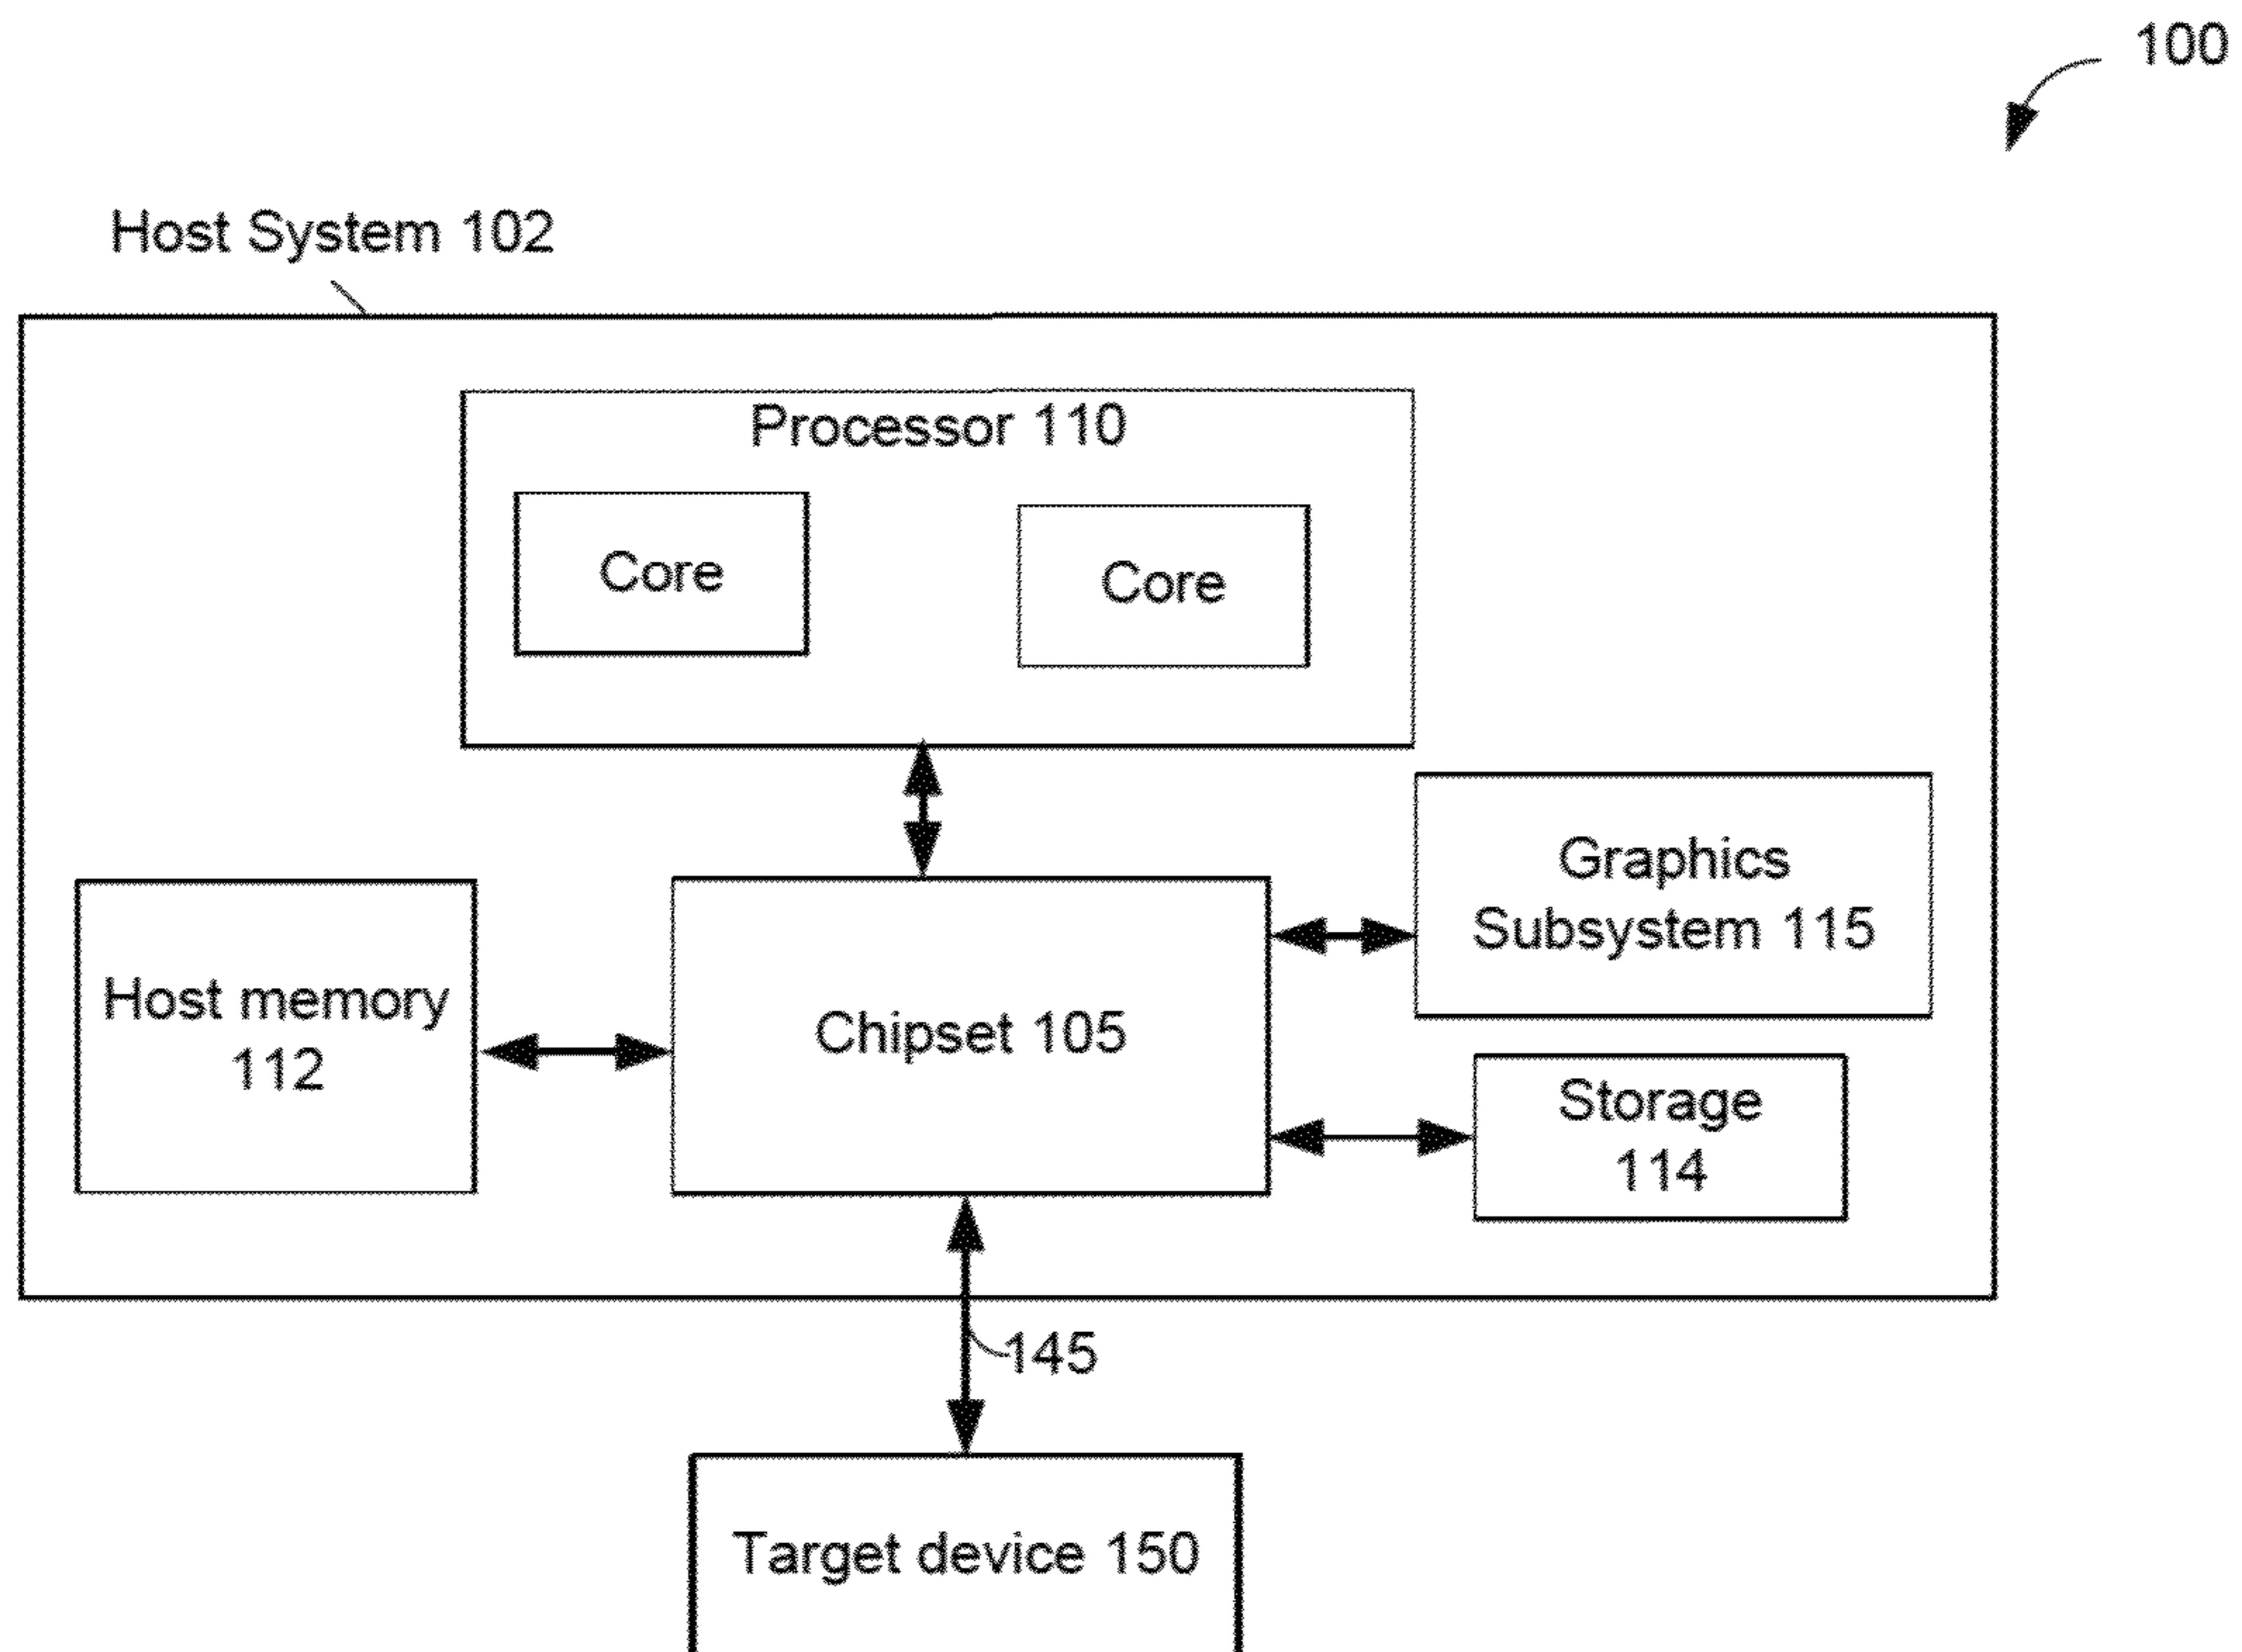 100
Host System 102
Processor 110
Core
Core
Graphics
Subsystem 115
Host memory
112
Chipset 105
Storage
114
145
Target device 150